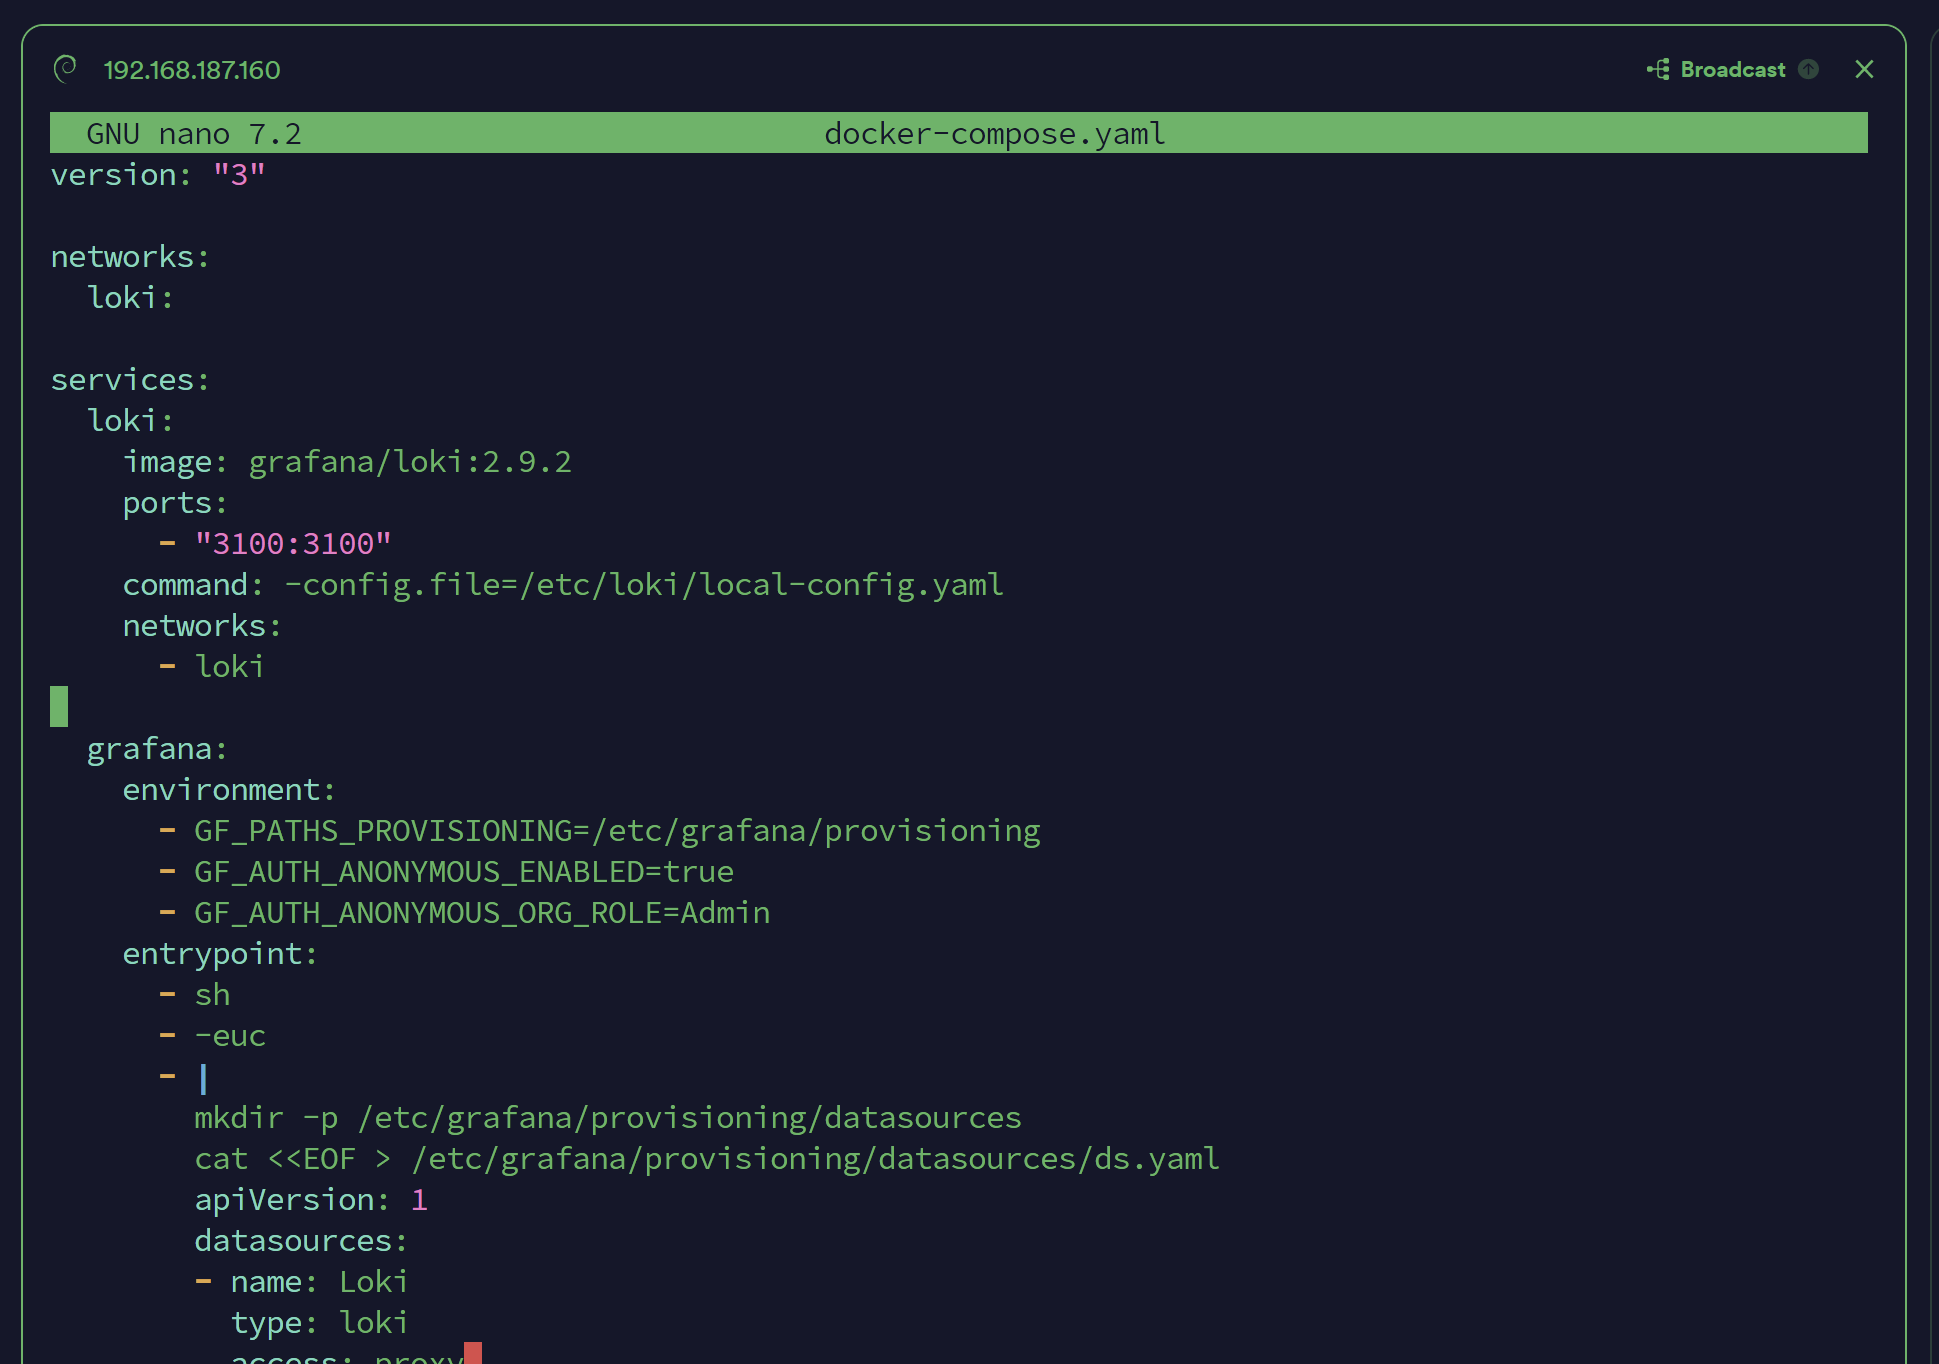 192.168.187.160
Broadcast
GNU nano 7.2 docker-compose.yaml
version: "3"
networks:
  loki:
services:
  loki:
    image: grafana/loki:2.9.2
    ports:
      - "3100:3100"
    command: -config.file=/etc/loki/local-config.yaml
    networks:
      - loki
  grafana:
    environment:
      - GF_PATHS_PROVISIONING=/etc/grafana/provisioning
      - GF_AUTH_ANONYMOUS_ENABLED=true
      - GF_AUTH_ANONYMOUS_ORG_ROLE=Admin
    entrypoint:
      - sh
      - -euc
      - |
        mkdir -p /etc/grafana/provisioning/datasources
        cat <<EOF > /etc/grafana/provisioning/datasources/ds.yaml
        apiVersion: 1
        datasources:
        - name: Loki
          type: loki
          access: proxy